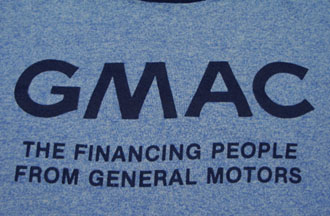 GMAC
THE FINANCING PEOPLE
FROM GENERAL MOTORS